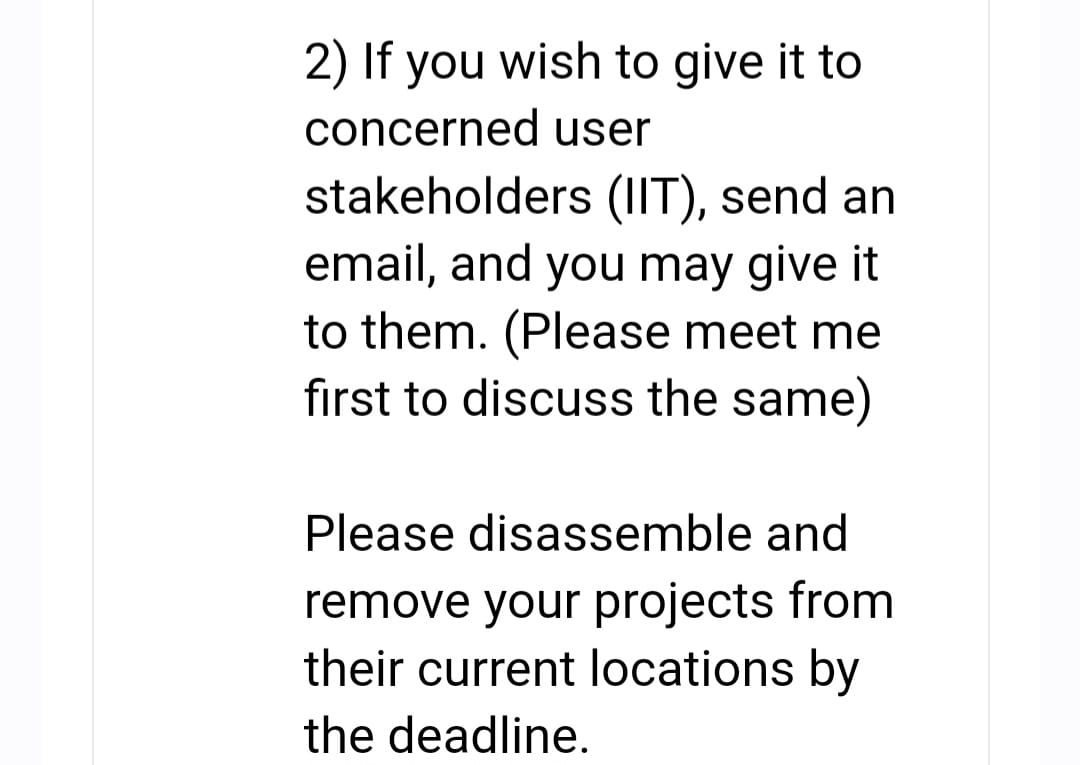 2) If you wish to give it to
concerned user
stakeholders (IIT), send an
email, and you may give it
to them. (Please meet me
first to discuss the same)
Please disassemble and
remove your projects from
their current locations by
the deadline.